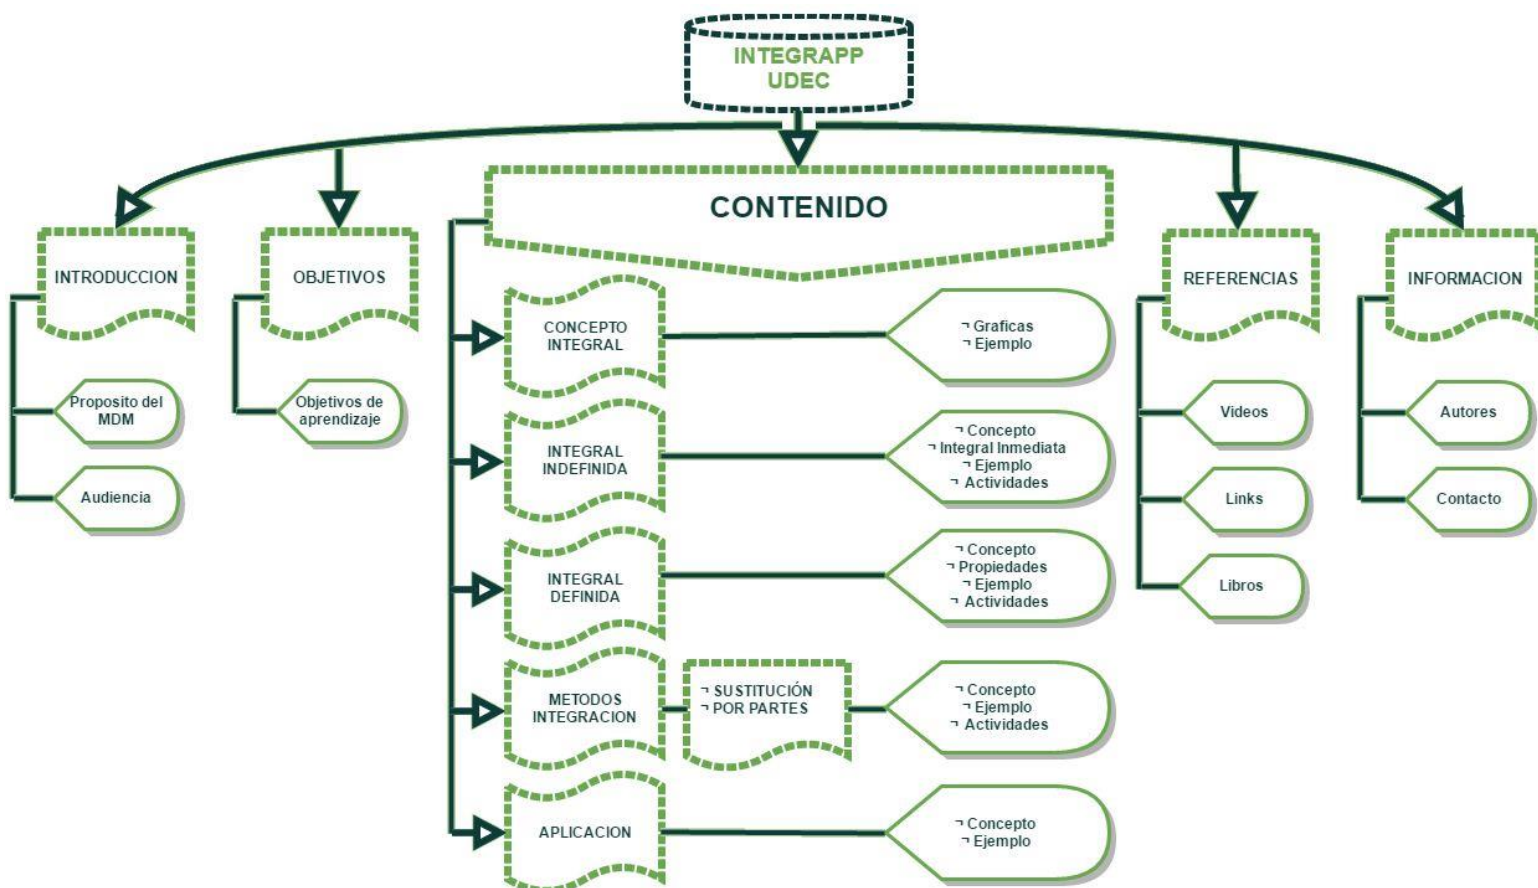 INTEGRAPP
UDEC
CONTENIDO
INTRODUCCION
Proposito del
MDM
Audiencia
OBJETIVOS
Objetivos de
aprendizaje
CONCEPTO
INTEGRAL
¬ Graficas
¬ Ejemplo
INTEGRAL
INDEFINIDA
¬ Concepto
¬ Integral Inmediata
¬ Ejemplo
¬ Actividades
INTEGRAL
DEFINIDA
¬ Concepto
¬ Propiedades
¬ Ejemplo
¬ Actividades
METODOS
INTEGRACION
¬ SUSTITUCIÓN
¬ POR PARTES
¬ Concepto
¬ Ejemplo
¬ Actividades
APLICACION
¬ Concepto
¬ Ejemplo
REFERENCIAS
Videos
Links
Libros
INFORMACION
Autores
Contacto